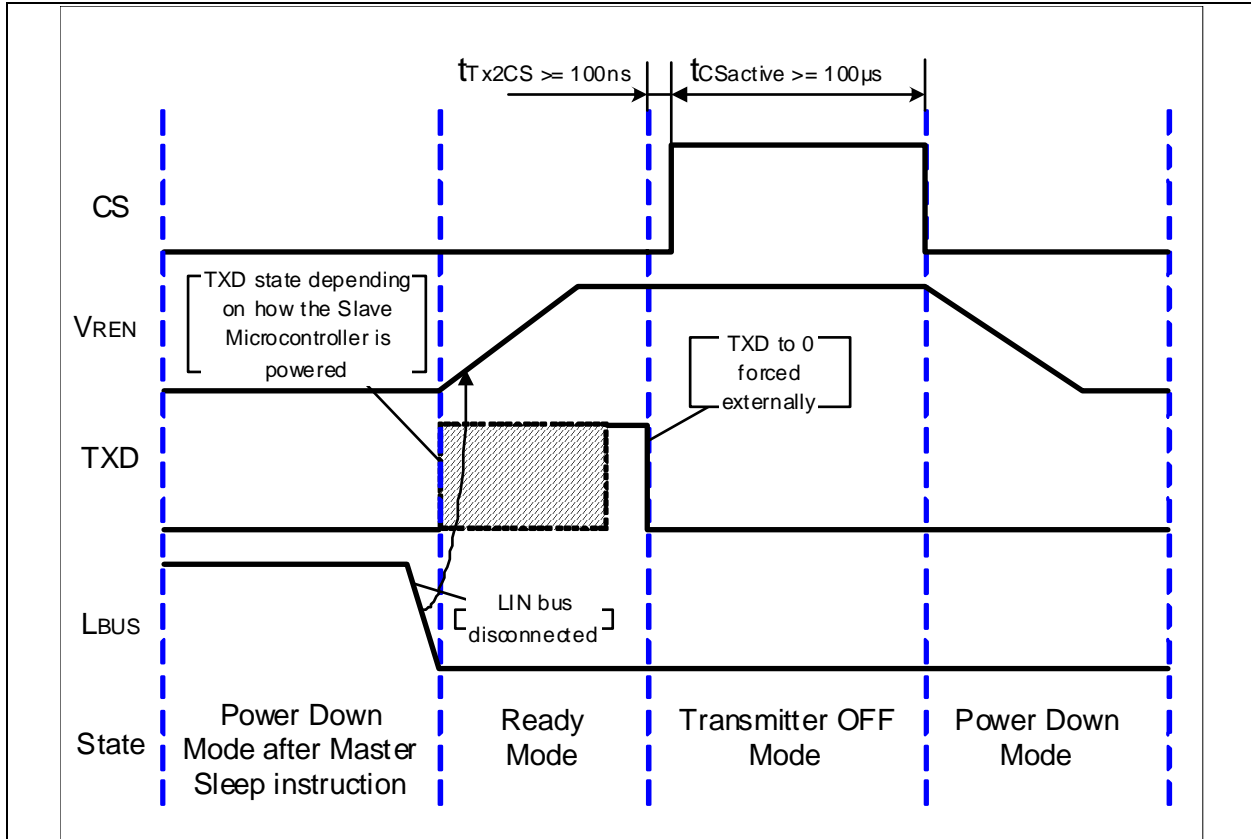 tTx2CS >= 100ns
tCSactive >= 100µs
CS
TXD state depending
on how the Slave
Microcontroller is
powered
VREN
TXD to 0
forced
externally
TXD
LIN bus
disconnected
LBUS
State
Power Down
Mode after Master
Sleep instruction
Ready
Mode
Transmitter OFF
Mode
Power Down
Mode